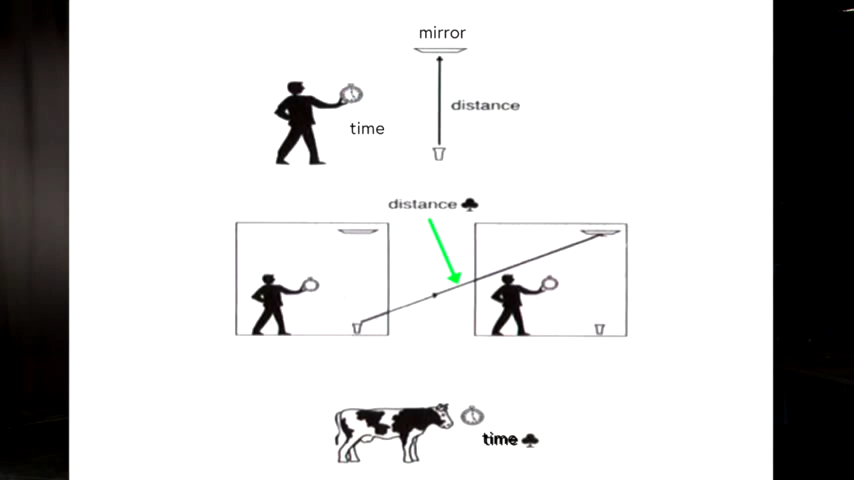 mirror
distance
time
distance ♣
time ♣